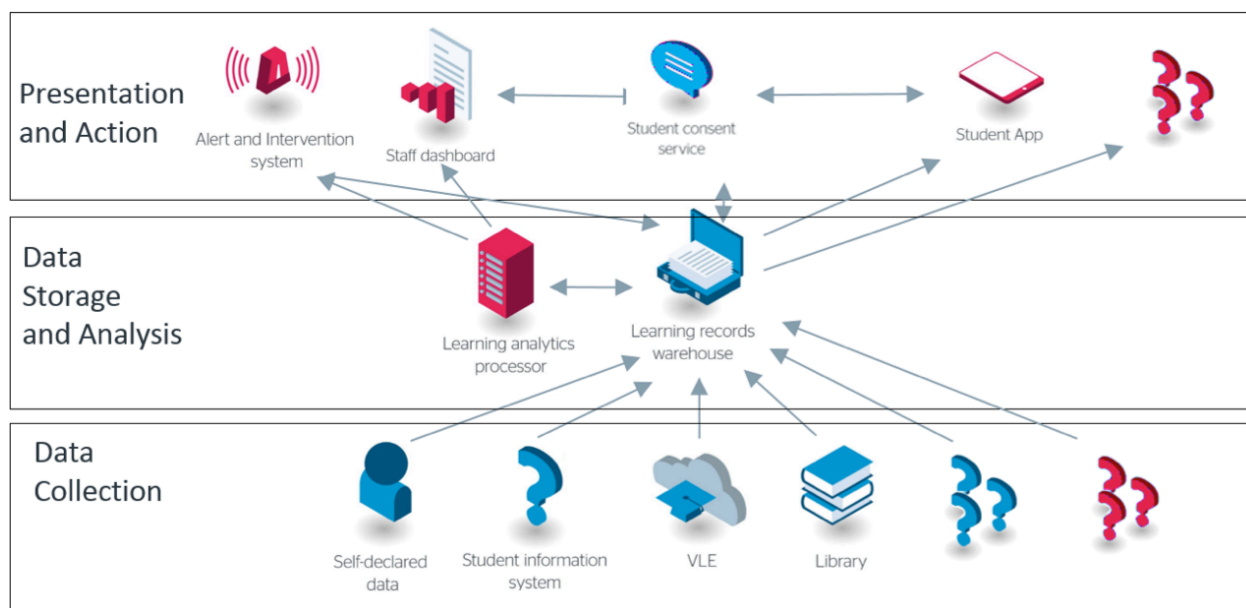 Presentation
and Action
Alert and Intervention
system
Staff dashboard
Student consent
service
Student App
Data
Storage
and Analysis
Learning analytics
processor
Learning records
warehouse
Data
Collection
Self-declared
data
Student information
system
VLE
Library